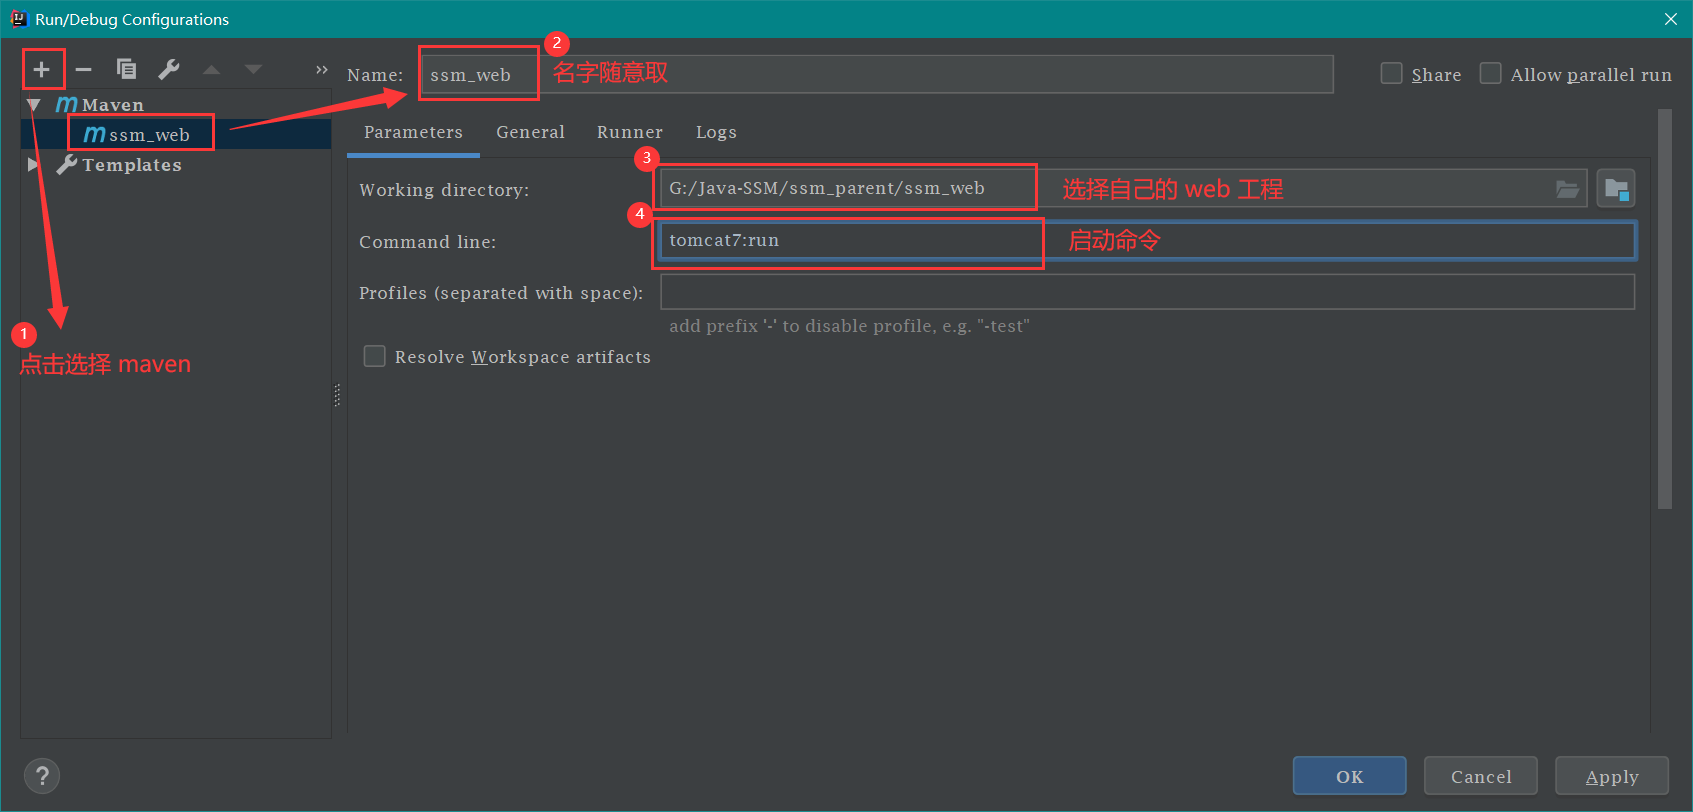 Run/Debug Configurations
Name: ssm_web
② 名字随意取
Share
Allow parallel run
Maven
ssm_web
Templates
① 点击选择 maven
Parameters General Runner Logs
Working directory: G:/Java-SSM/ssm_parent/ssm_web
③ 选择自己的 web 工程
Command line: tomcat7:run
④ 启动命令
Profiles (separated with space):
add prefix '-' to disable profile, e.g. "-test"
Resolve Workspace artifacts
?
OK Cancel Apply